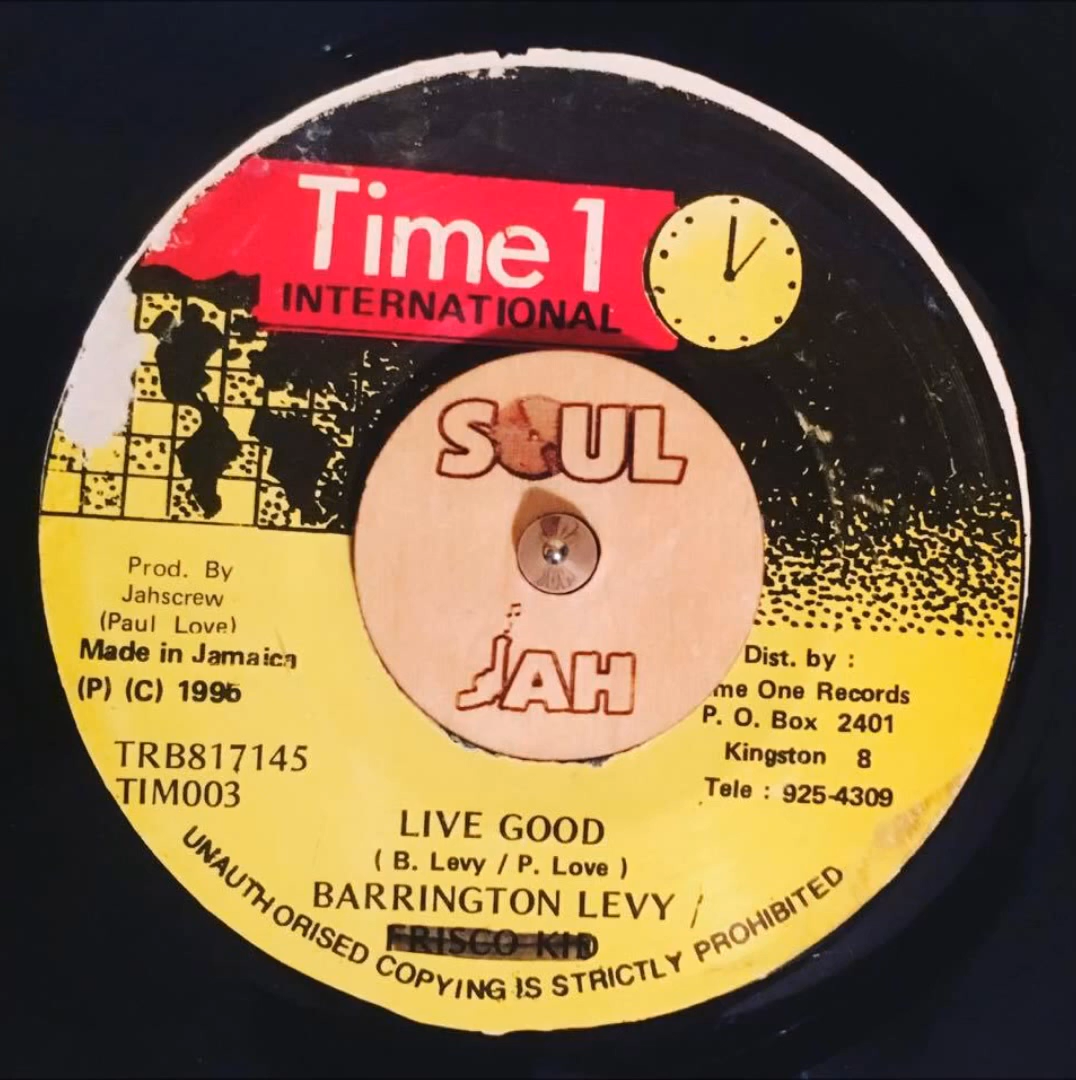 Time 1
INTERNATIONAL
SOUL
JAH
Prod. By
Jahscrew
(Paul Love)
Made in Jamaica
(P) (C) 1995
TRB817145
TIM003
Dist. by :
me One Records
P. O. Box 2401
Kingston 8
Tele : 925-4309
LIVE GOOD
( B. Levy / P. Love )
BARRINGTON LEVY /
FRISCO KID
UNAUTHORISED COPYING IS STRICTLY PROHIBITED